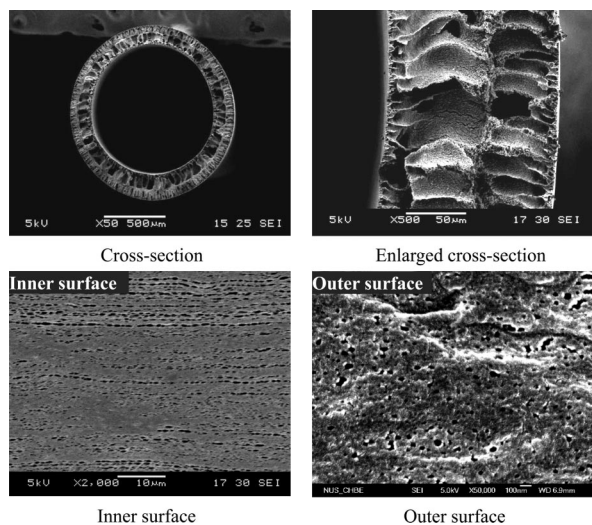 5kV X50 500μm 15 25 SEI
5kV X500 50μm 17 30 SEI
Cross-section
Enlarged cross-section
Inner surface
Outer surface
5kV X2,000 10μm 17 30 SEI
NUS_CHBE SEI 5.0kV X50,000 100nm WD 6.9mm
Inner surface
Outer surface